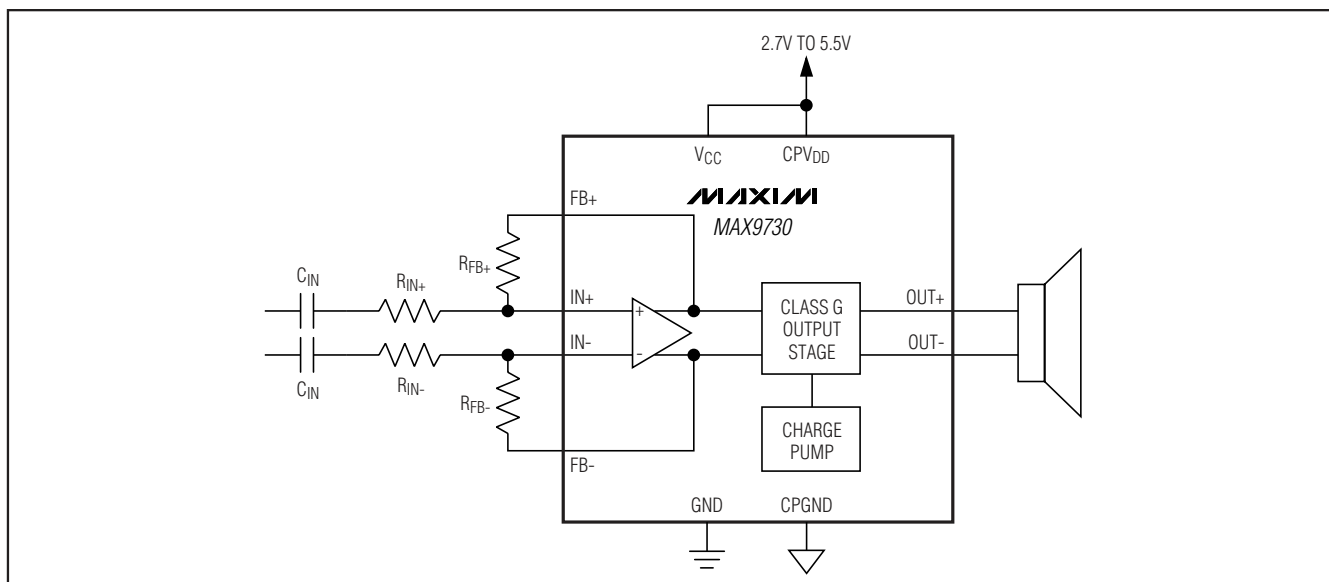 2.7V TO 5.5V
VCC
CPVDD
MAXIM
MAX9730
FB+
RFB+
CIN
RIN+
IN+
+
CLASS G
OUTPUT
STAGE
OUT+
IN-
-
OUT-
CIN
RIN-
RFB-
CHARGE
PUMP
FB-
GND
CPGND